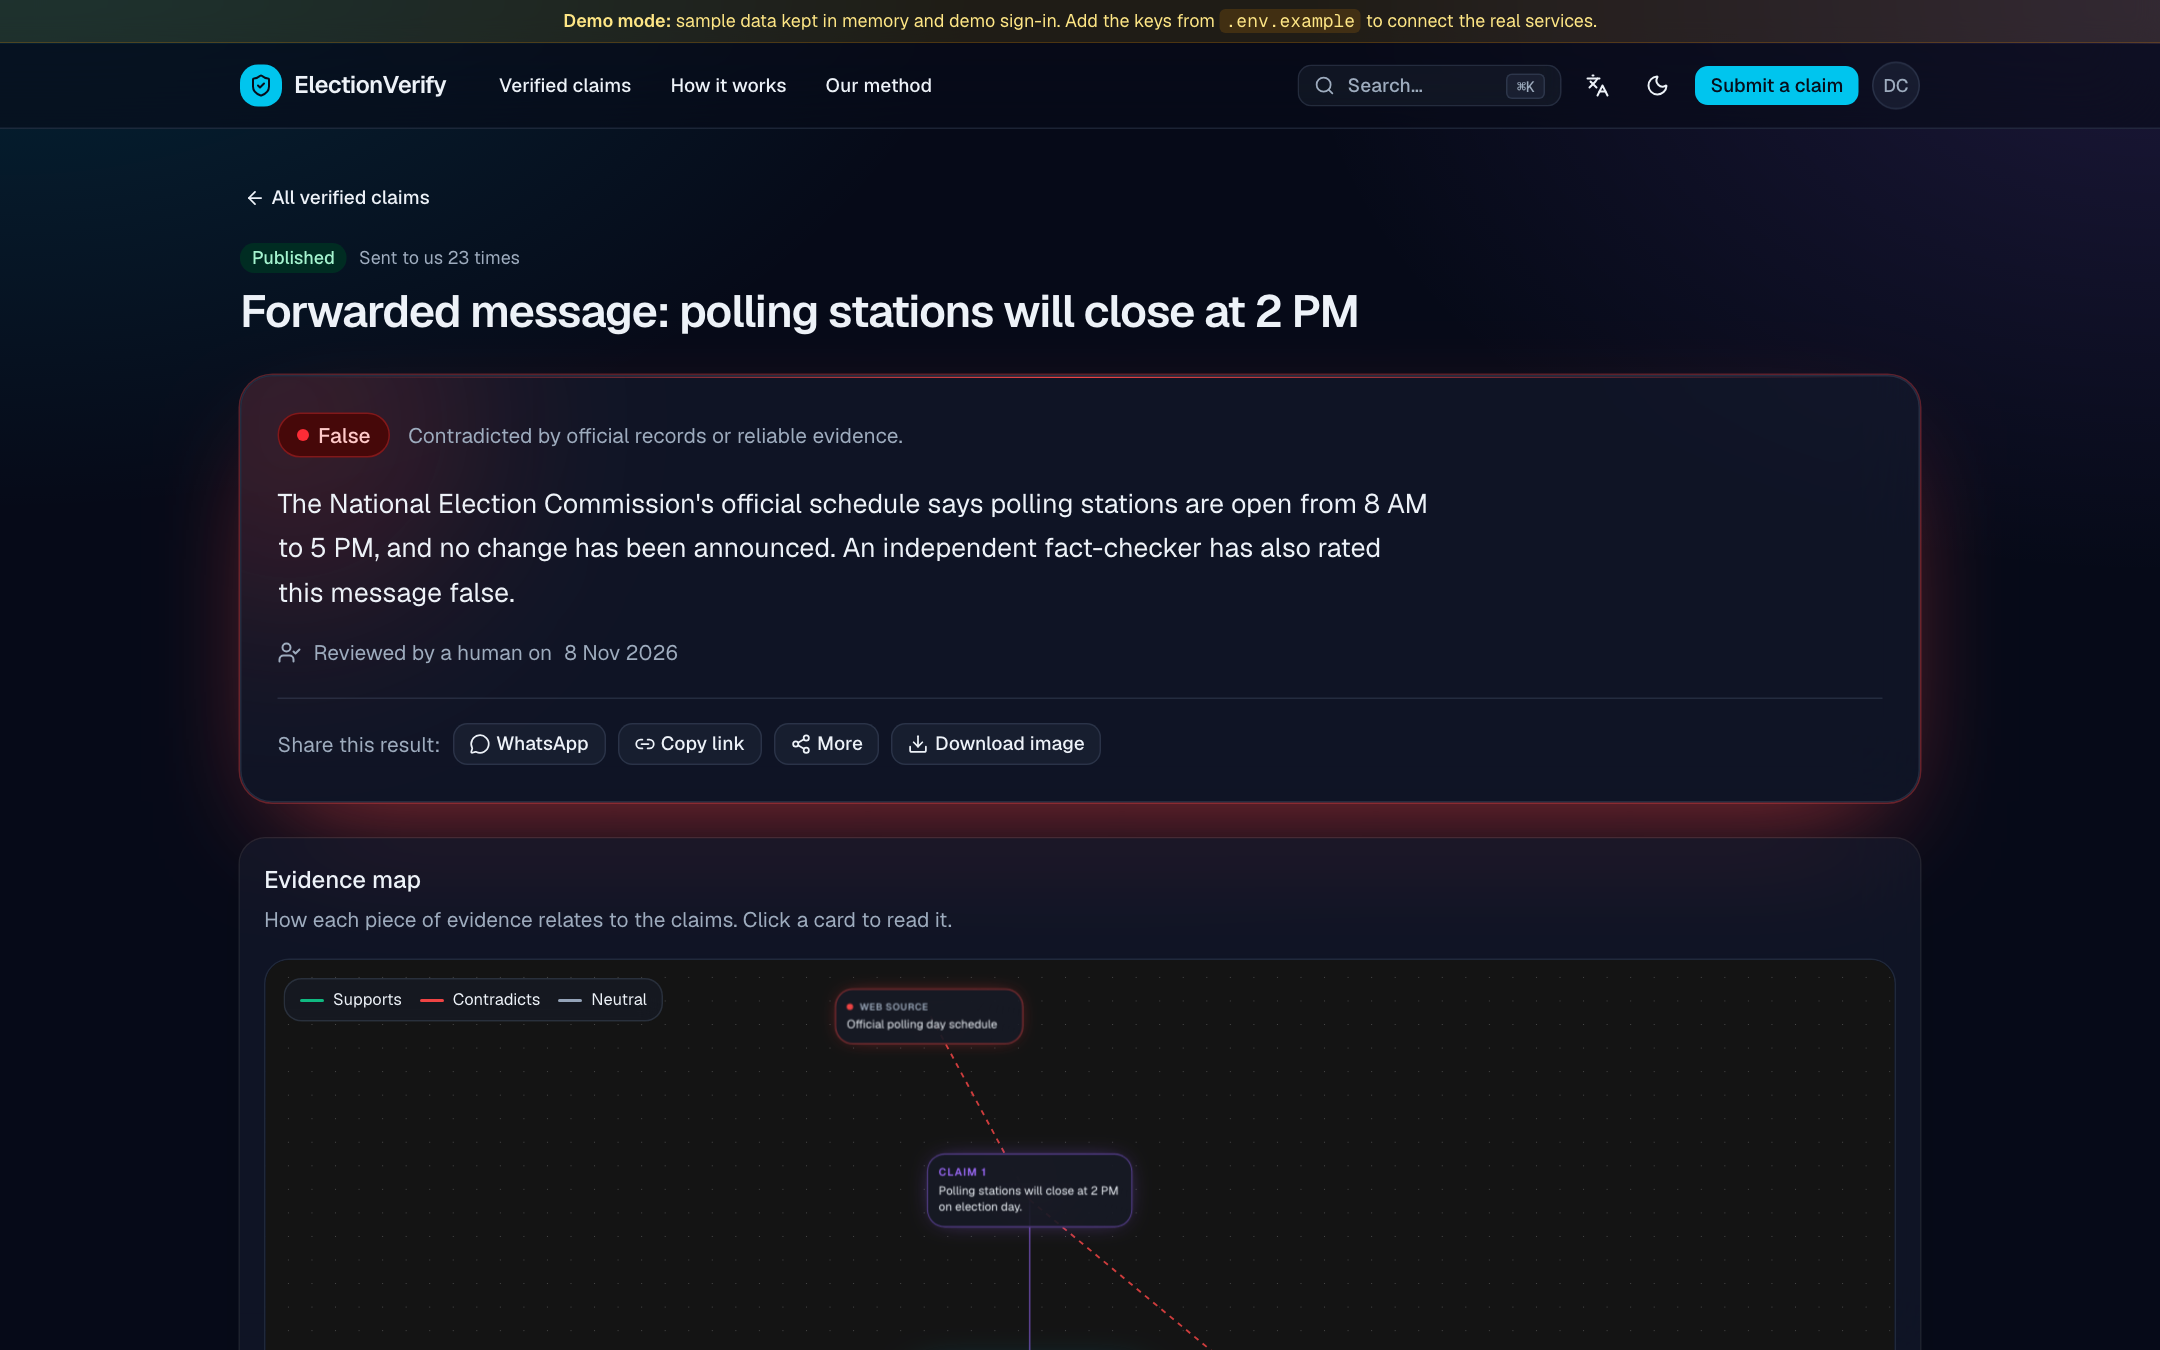 Demo mode: sample data kept in memory and demo sign-in. Add the keys from .env.example to connect the real services.
ElectionVerify
Verified claims
How it works
Our method
Search...
⌘K
Submit a claim
DC
All verified claims
Published
Sent to us 23 times
Forwarded message: polling stations will close at 2 PM
False
Contradicted by official records or reliable evidence.
The National Election Commission's official schedule says polling stations are open from 8 AM
to 5 PM, and no change has been announced. An independent fact-checker has also rated
this message false.
Reviewed by a human on 8 Nov 2026
Share this result:
WhatsApp
Copy link
More
Download image
Evidence map
How each piece of evidence relates to the claims. Click a card to read it.
Supports
Contradicts
Neutral
WEB SOURCE
Official polling day schedule
CLAIM 1
Polling stations will close at 2 PM
on election day.